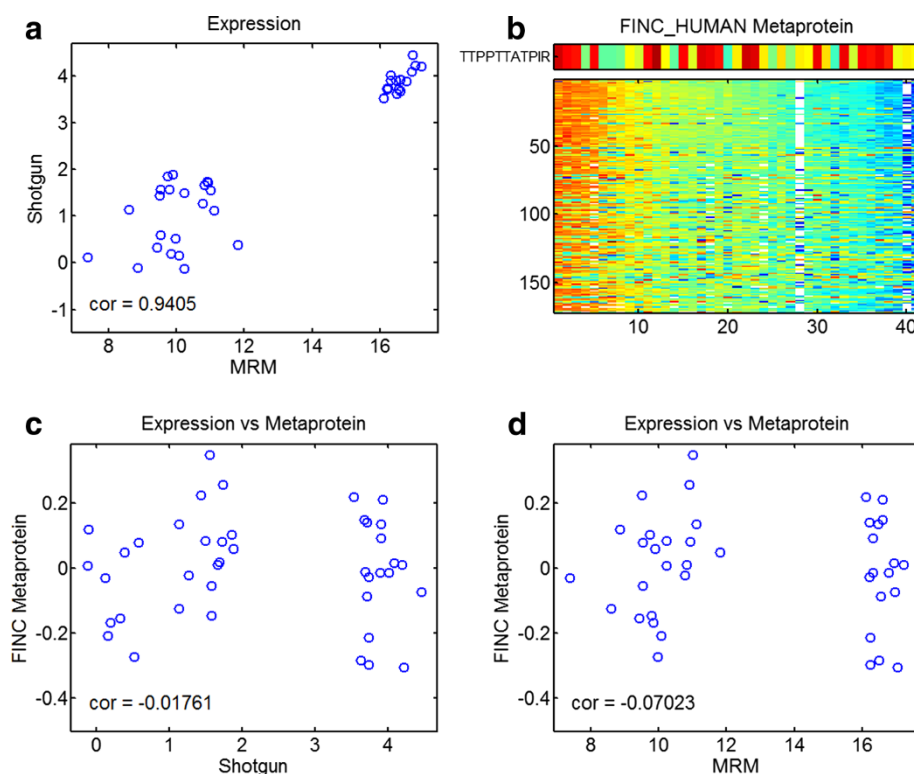 a
Expression
Shotgun
4
3
2
1
0
-1
cor = 0.9405
8 10 12 14 16
MRM
b
FINC_HUMAN Metaprotein
TTPPTTATPIR
50
100
150
10 20 30 40
c
Expression vs Metaprotein
FINC Metaprotein
0.2
0
-0.2
-0.4
cor = -0.01761
0 1 2 3 4
Shotgun
d
Expression vs Metaprotein
FINC Metaprotein
0.2
0
-0.2
-0.4
cor = -0.07023
8 10 12 14 16
MRM